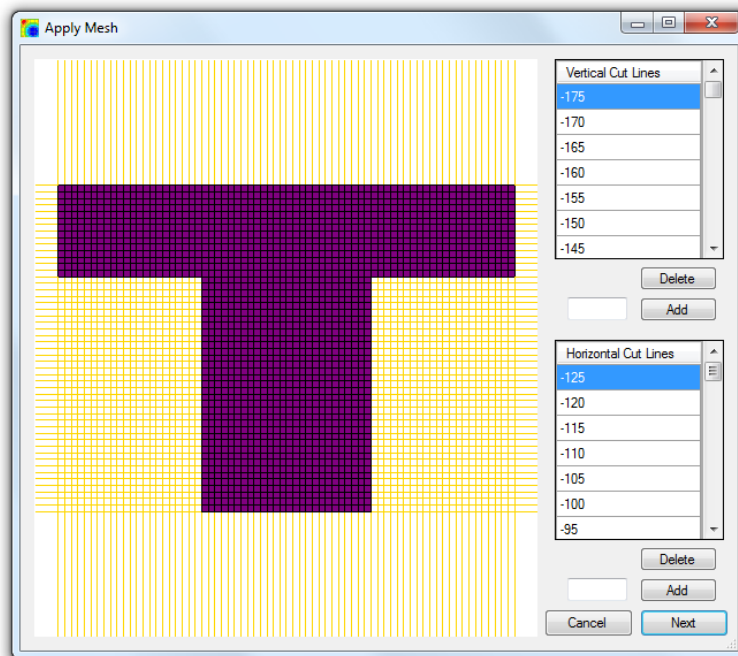 Apply Mesh
Vertical Cut Lines
-175
-170
-165
-160
-155
-150
-145
Delete
Add
Horizontal Cut Lines
-125
-120
-115
-110
-105
-100
-95
Delete
Add
Cancel
Next